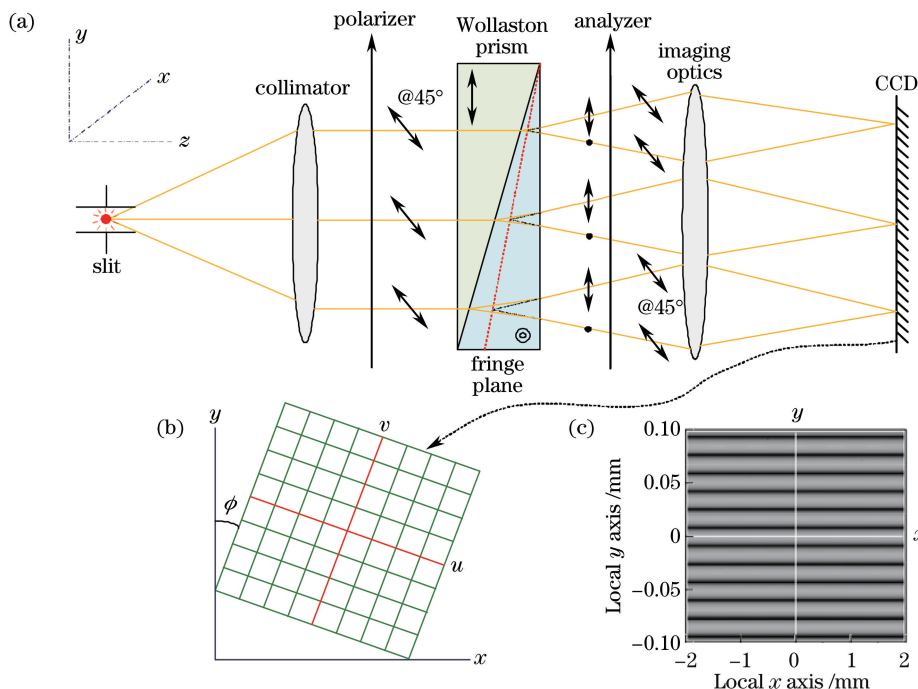 (a)
y
x
z
slit
collimator
polarizer
@45°
Wollaston
prism
fringe
plane
analyzer
@45°
imaging
optics
CCD
(b)
y
ϕ
v
u
x
(c)
y
0.10
0.05
0
−0.05
−0.10
Local y axis /mm
−2
−1
0
1
2
Local x axis /mm